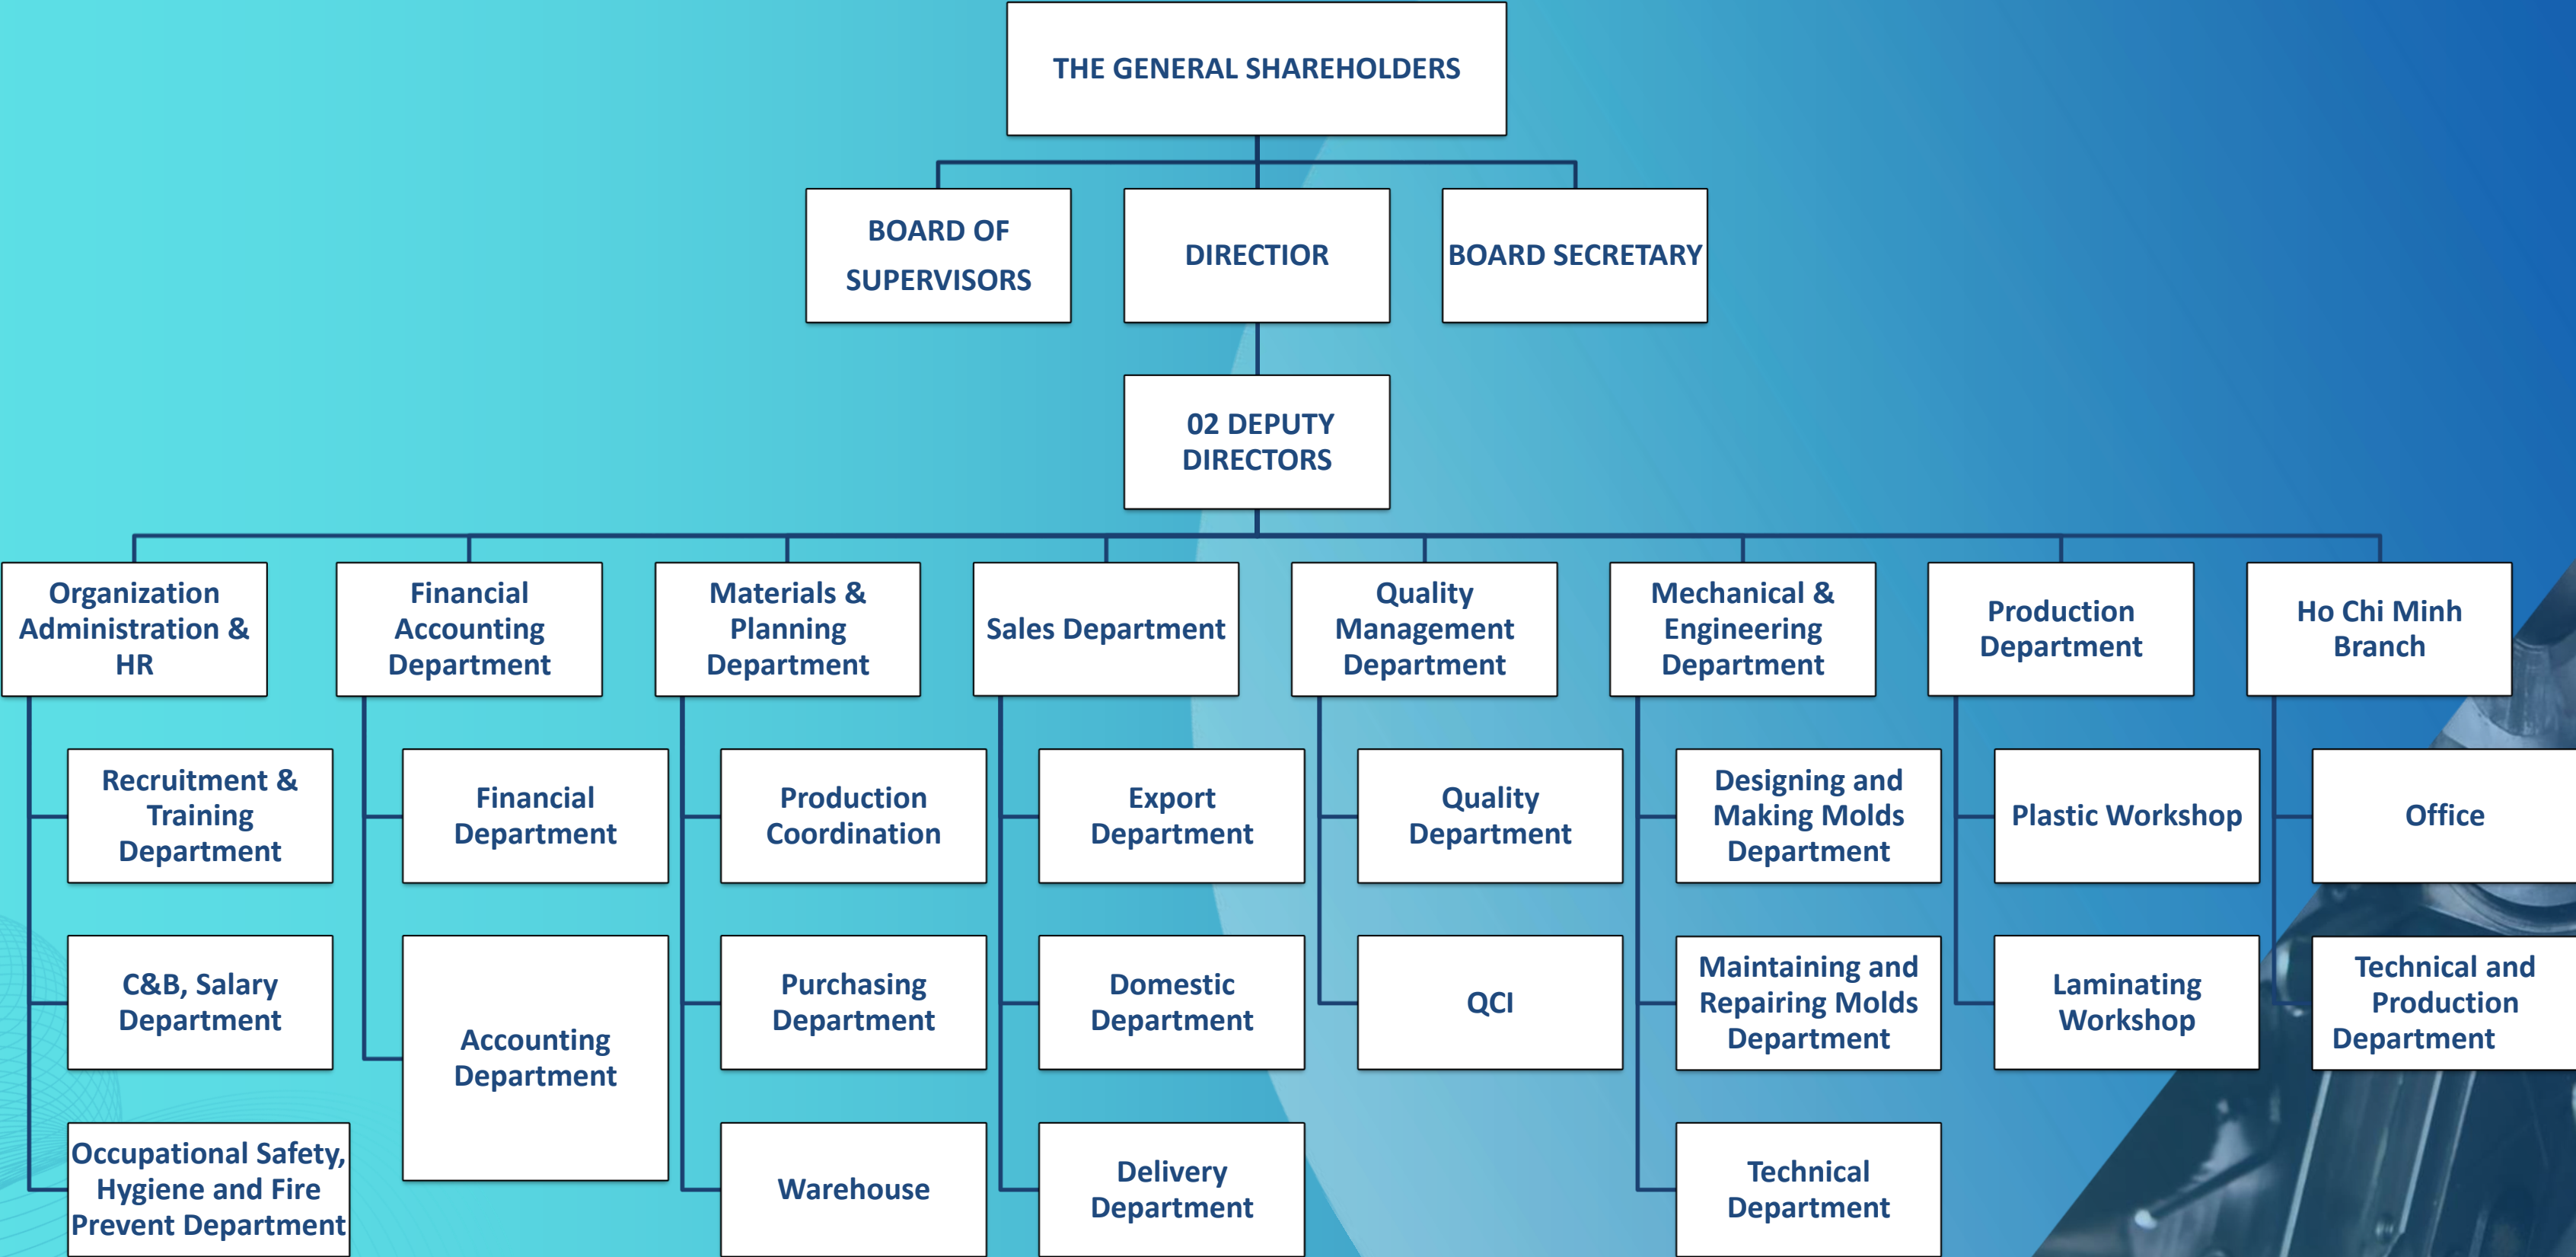 THE GENERAL SHAREHOLDERS
BOARD OF
SUPERVISORS
DIRECTIOR
BOARD SECRETARY
02 DEPUTY
DIRECTORS
Organization
Administration &
HR
Financial
Accounting
Department
Materials &
Planning
Department
Sales Department
Quality
Management
Department
Mechanical &
Engineering
Department
Production
Department
Ho Chi Minh
Branch
Recruitment &
Training
Department
Financial
Department
Production
Coordination
Export
Department
Quality
Department
Designing and
Making Molds
Department
Plastic Workshop
Office
C&B, Salary
Department
Accounting
Department
Purchasing
Department
Domestic
Department
QCI
Maintaining and
Repairing Molds
Department
Laminating
Workshop
Technical and
Production
Department
Occupational Safety,
Hygiene and Fire
Prevent Department
Warehouse
Delivery
Department
Technical
Department